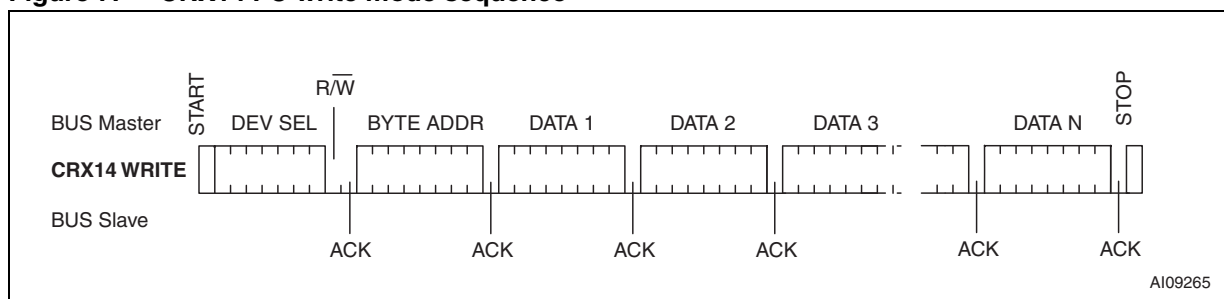 R/W
START
STOP
BUS Master DEV SEL BYTE ADDR DATA 1 DATA 2 DATA 3 DATA N
CRX14 WRITE
BUS Slave
ACK ACK ACK ACK ACK ACK
AI09265